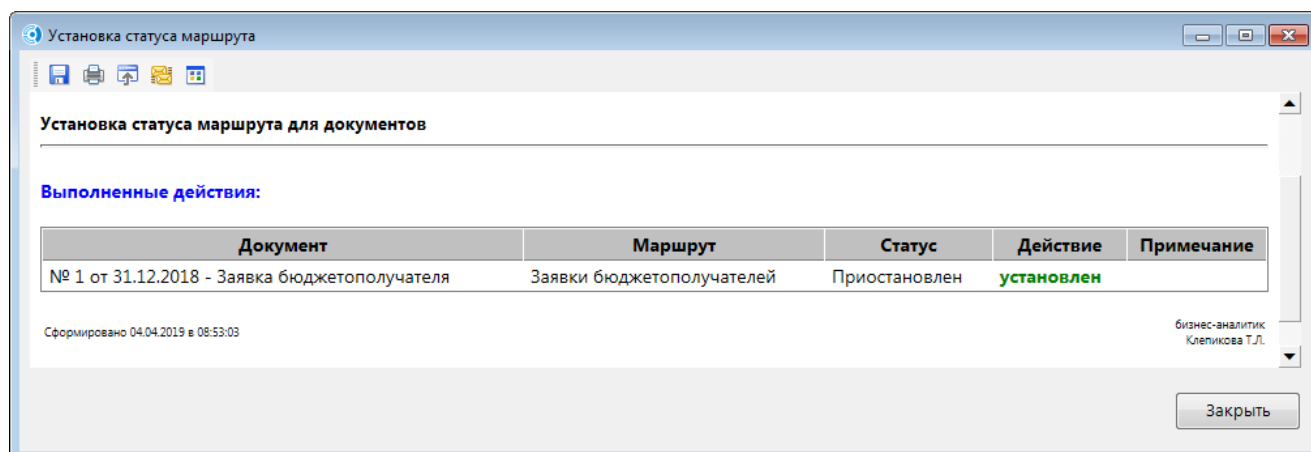 Установка статуса маршрута
Установка статуса маршрута для документов
Выполненные действия:
Документ Маршрут Статус Действие Примечание
№ 1 от 31.12.2018 - Заявка бюджетополучателя Заявки бюджетополучателей Приостановлен установлен
Сформировано 04.04.2019 в 08:53:03
бизнес-аналитик
Клепикова Т.Л.
Закрыть